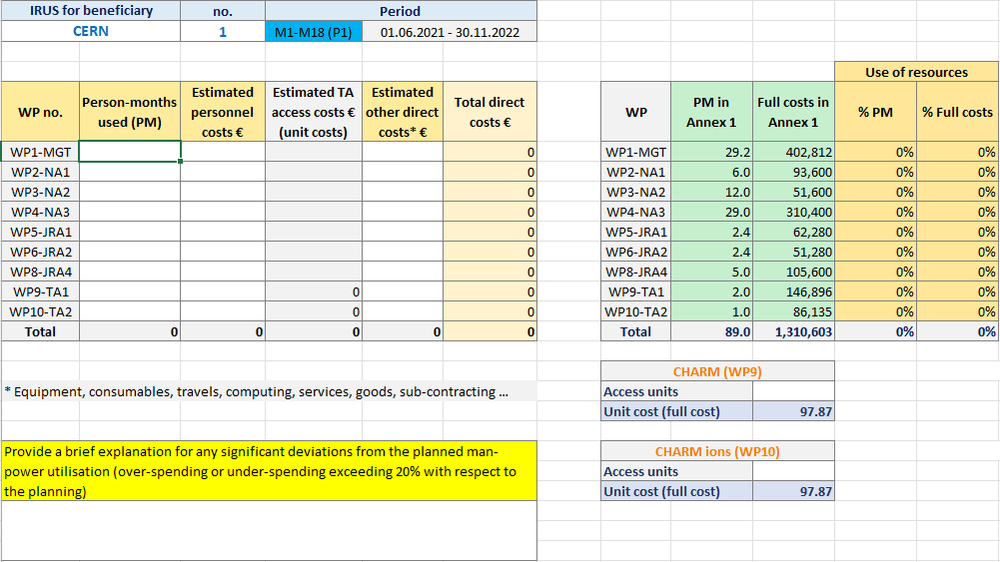 IRUS for beneficiary no. Period
CERN 1 M1-M18 (P1) 01.06.2021 - 30.11.2022
Use of resources
WP no. Person-months used (PM) Estimated personnel costs € Estimated TA access costs € (unit costs) Estimated other direct costs* € Total direct costs € WP PM in Annex 1 Full costs in Annex 1 % PM % Full costs
WP1-MGT 0 WP1-MGT 29.2 402,812 0% 0%
WP2-NA1 0 WP2-NA1 6.0 93,600 0% 0%
WP3-NA2 0 WP3-NA2 12.0 51,600 0% 0%
WP4-NA3 0 WP4-NA3 29.0 310,400 0% 0%
WP5-JRA1 0 WP5-JRA1 2.4 62,280 0% 0%
WP6-JRA2 0 WP6-JRA2 2.4 51,280 0% 0%
WP8-JRA4 0 WP8-JRA4 5.0 105,600 0% 0%
WP9-TA1 0 0 WP9-TA1 2.0 146,896 0% 0%
WP10-TA2 0 0 WP10-TA2 1.0 86,135 0% 0%
Total 0 0 0 0 0 Total 89.0 1,310,603 0% 0%
CHARM (WP9)
* Equipment, consumables, travels, computing, services, goods, sub-contracting ... Access units
Unit cost (full cost) 97.87
Provide a brief explanation for any significant deviations from the planned man-
power utilisation (over-spending or under-spending exceeding 20% with respect to
the planning)
CHARM ions (WP10)
Access units
Unit cost (full cost) 97.87